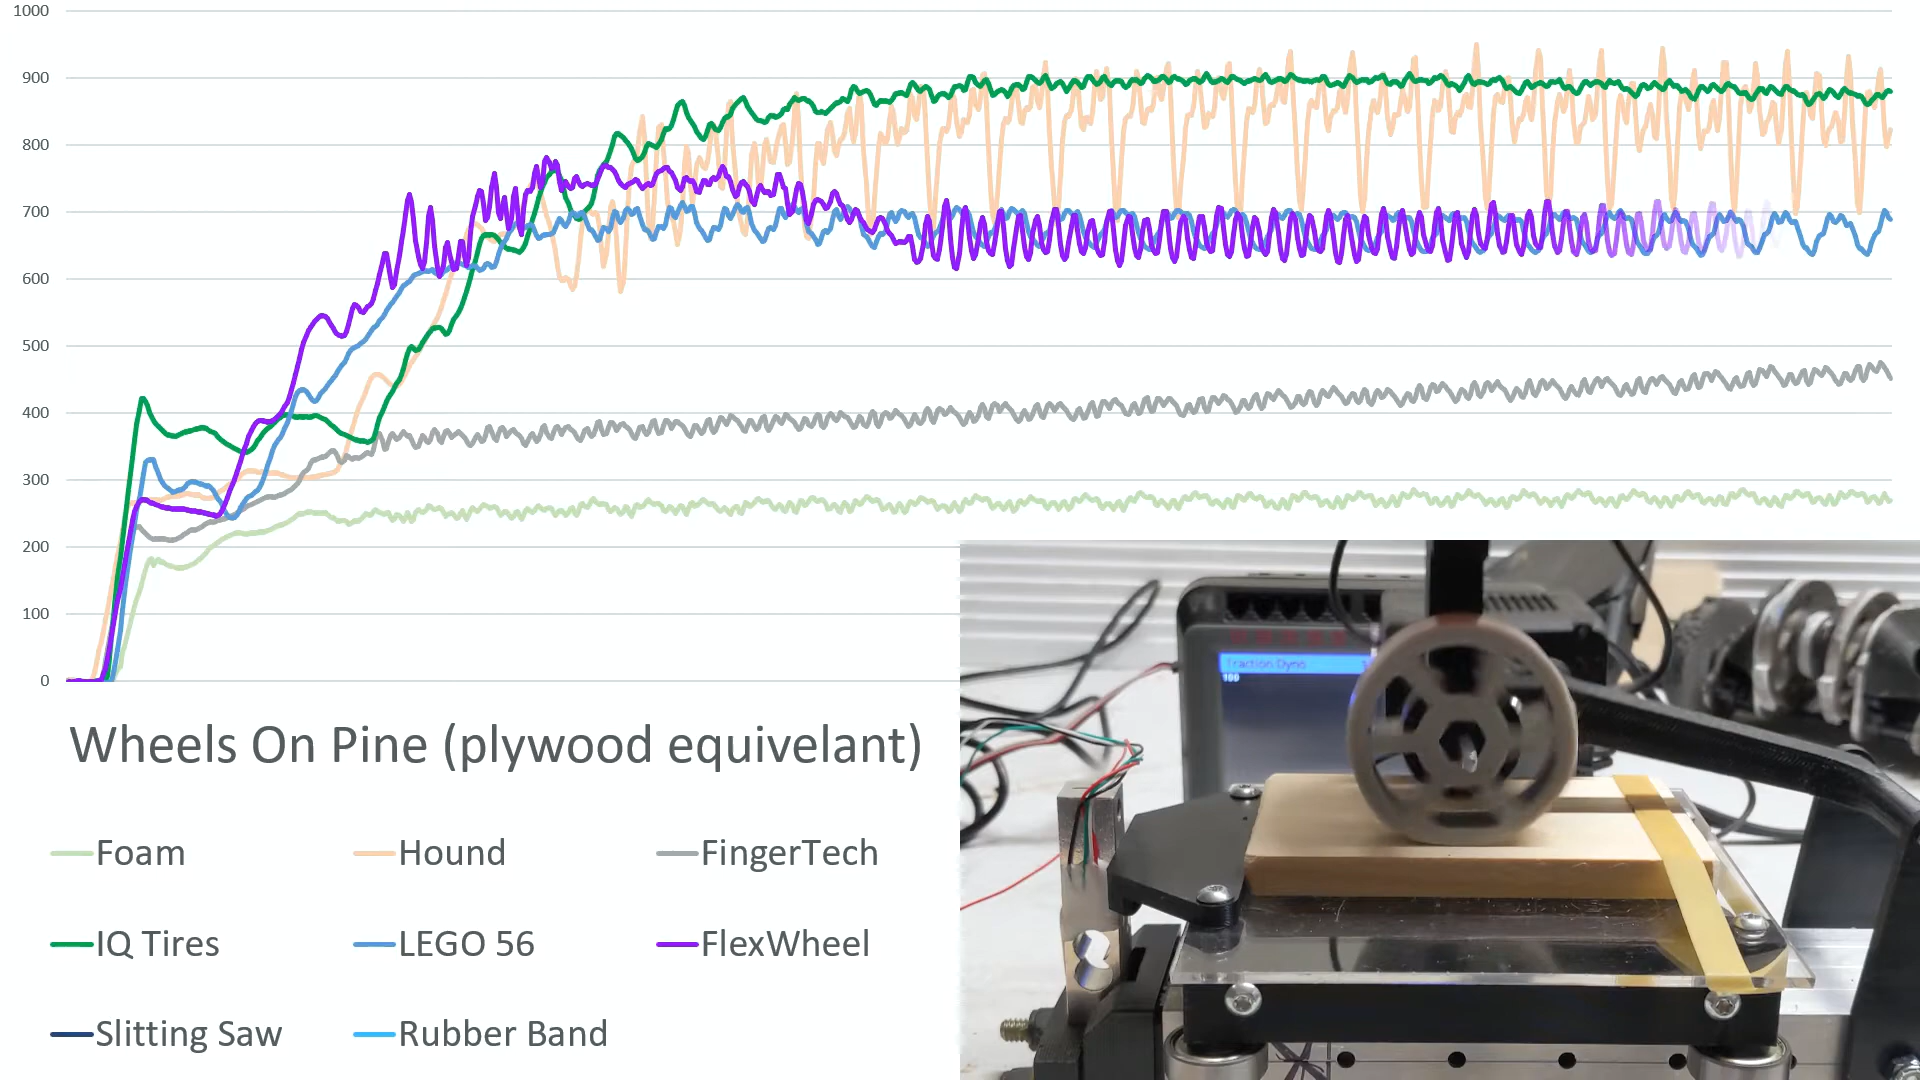 1000
900
800
700
600
500
400
300
200
100
0
Traction Dyno
Wheels On Pine (plywood equivelant)
Foam Hound FingerTech
IQ Tires LEGO 56 FlexWheel
Slitting Saw Rubber Band